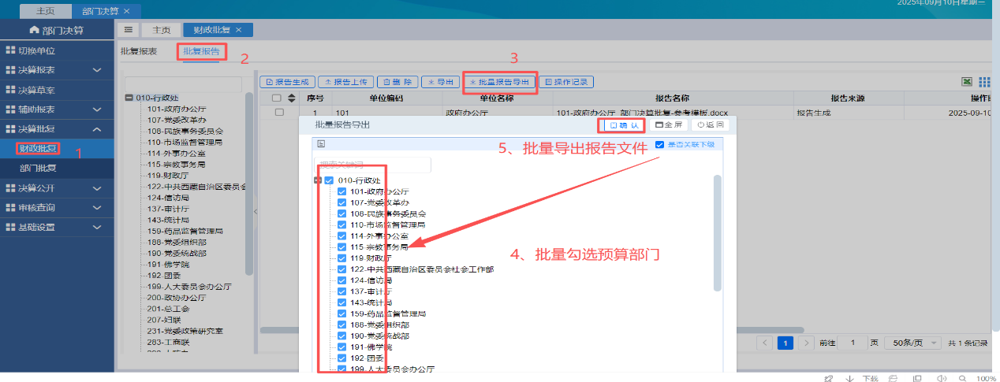 2025年09月10日星期三
主页
部门决算 ×
部门决算
主页
财政批复 ×
切换单位
决算报表
决算草案
辅助报表
决算批复
财政批复
1
部门批复
决算公开
审核查询
基础设置
批复报表
批复报告
2
3
报告生成
报告上传
删 除
导出
批量报告导出
操作记录
序号
单位编码
单位名称
报告名称
报告来源
操作时
1
101
政府办公厅
101-政府办公厅_部门决算批复-参考模板.docx
报告生成
2025-09-10
010-行政处
101-政府办公厅
107-党委改革办
108-民族事务委员会
110-市场监督管理局
114-外事办公室
115-宗教事务局
119-财政厅
122-中共西藏自治区委员会
124-信访局
137-审计厅
143-统计局
159-药品监督管理局
188-党委组织部
190-党委统战部
191-佛学院
192-团委
199-人大委员会办公厅
200-政协办公厅
201-总工会
207-妇联
231-党委政策研究室
283-工商联
批量报告导出
确 认
全 屏
返 回
5、批量导出报告文件
是否关联下级
搜索关键词
010-行政处
101-政府办公厅
107-党委改革办
108-民族事务委员会
110-市场监督管理局
114-外事办公室
115-宗教事务局
119-财政厅
122-中共西藏自治区委员会社会工作部
124-信访局
137-审计厅
143-统计局
159-药品监督管理局
188-党委组织部
190-党委统战部
191-佛学院
192-团委
199-人大委员会办公厅
4、批量勾选预算部门
1
前往
1
页
50条/页
共 1 条记录
下载
100%